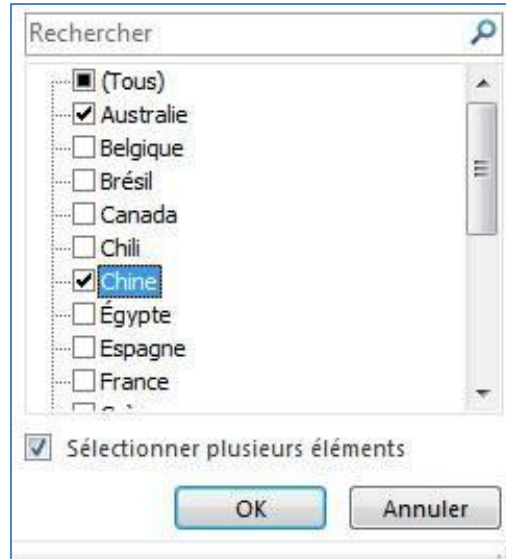 Rechercher
(Tous)
Australie
Belgique
Brésil
Canada
Chili
Chine
Égypte
Espagne
France
Sélectionner plusieurs éléments
OK Annuler